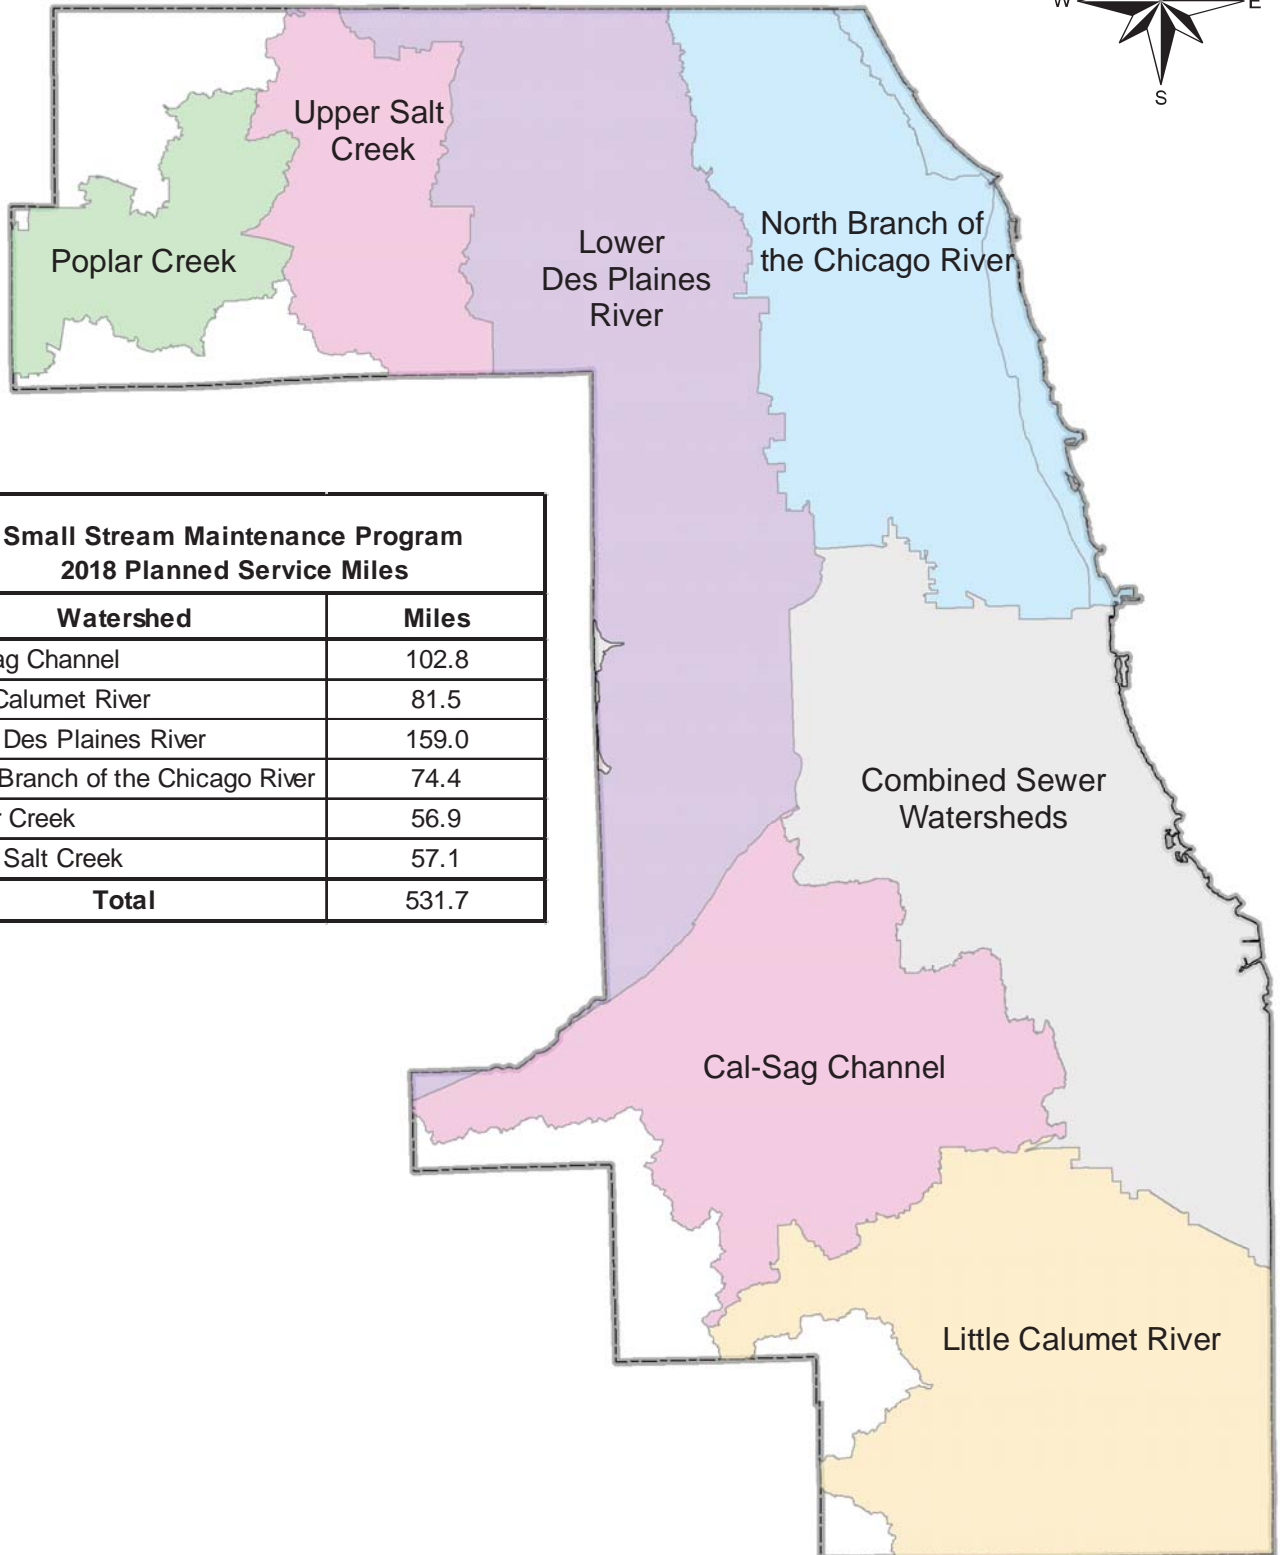 W E
S
Upper Salt
Creek
North Branch of
the Chicago River
Lower
Des Plaines
River
Poplar Creek
Small Stream Maintenance Program
2018 Planned Service Miles
Watershed Miles
ag Channel 102.8
Calumet River 81.5
Des Plaines River 159.0
Branch of the Chicago River 74.4
Creek 56.9
Salt Creek 57.1
Total 531.7
Combined Sewer
Watersheds
Cal-Sag Channel
Little Calumet River